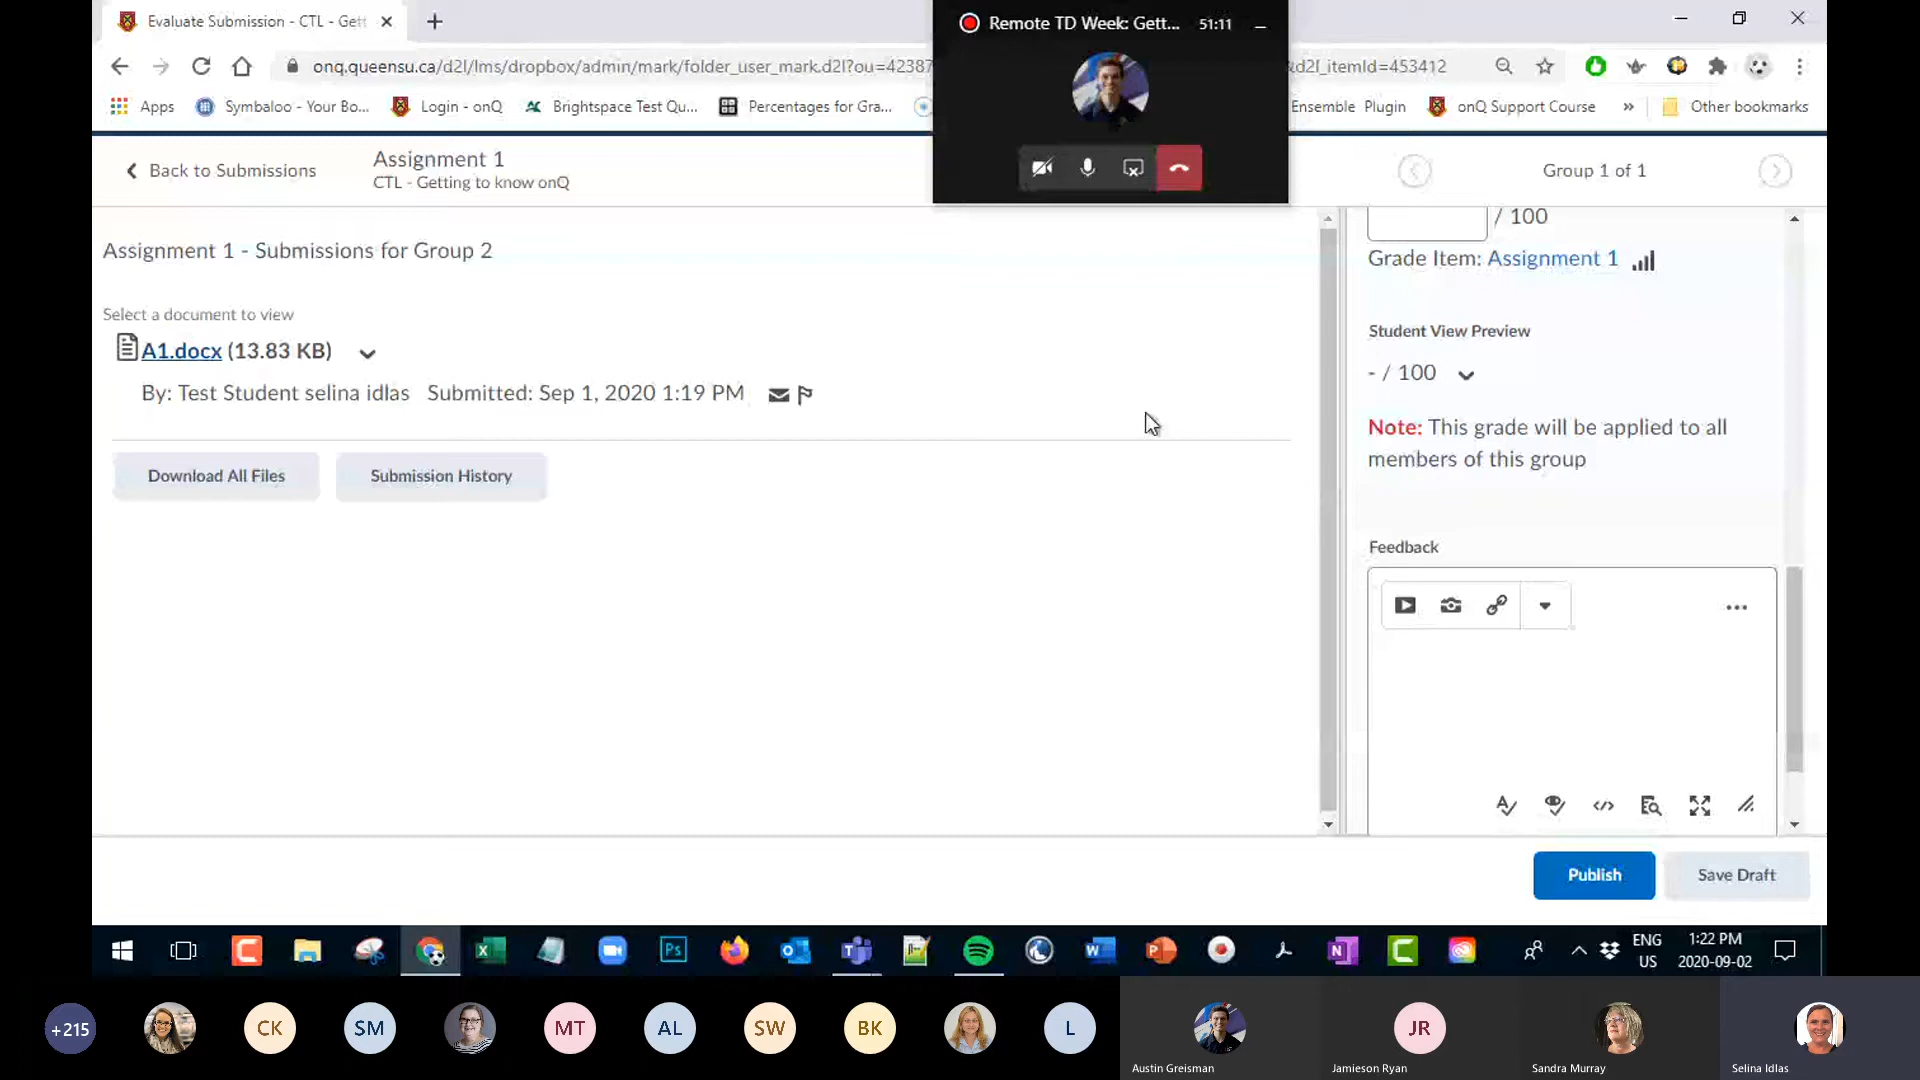 Evaluate Submission - CTL - Gett
Remote TD Week: Gett... 51:11
onq.queensu.ca/d2l/lms/dropbox/admin/mark/folder_user_mark.d2l?ou=42387
&d2l_itemId=453412
Apps
Symbaloo - Your Bo...
Login - onQ
Brightspace Test Qu...
Percentages for Gra...
Ensemble Plugin
onQ Support Course
»
Other bookmarks
Back to Submissions
Assignment 1
CTL - Getting to know onQ
Group 1 of 1
Assignment 1 - Submissions for Group 2
Select a document to view
A1.docx (13.83 KB)
By: Test Student selina idlas Submitted: Sep 1, 2020 1:19 PM
Download All Files
Submission History
/ 100
Grade Item: Assignment 1
Student View Preview
- / 100
Note: This grade will be applied to all
members of this group
Feedback
Publish
Save Draft
ENG
US
1:22 PM
2020-09-02
+215
CK
SM
MT
AL
SW
BK
L
JR
Austin Greisman
Jamieson Ryan
Sandra Murray
Selina Idlas